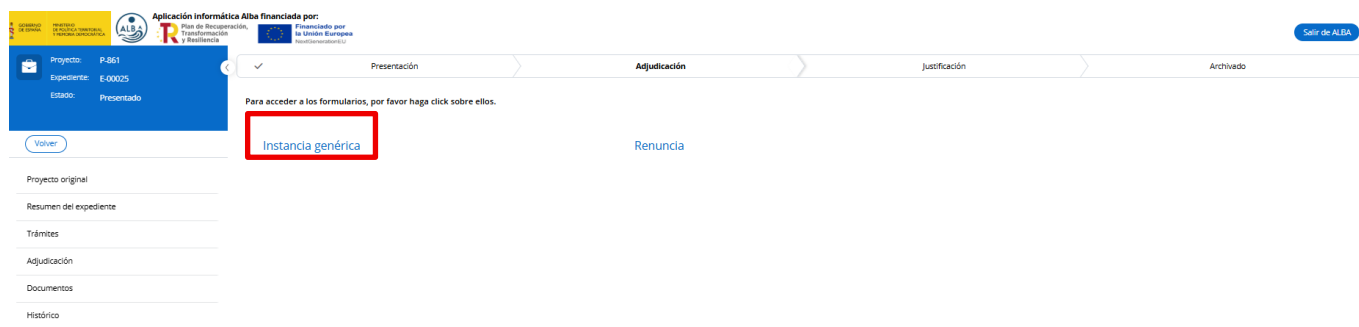 Aplicación informática Alba financiada por:
GOBIERNO
DE ESPAÑA
MINISTERIO
DE POLÍTICA TERRITORIAL
Y MEMORIA DEMOCRÁTICA
ALBA
Plan de Recuperación,
Transformación
y Resiliencia
Financiado por
la Unión Europea
NextGenerationEU
Salir de ALBA
Proyecto: P-861
Expediente: E-00025
Estado: Presentado
Presentación
Adjudicación
Justificación
Archivado
Para acceder a los formularios, por favor haga click sobre ellos.
Volver
Instancia genérica
Renuncia
Proyecto original
Resumen del expediente
Trámites
Adjudicación
Documentos
Histórico